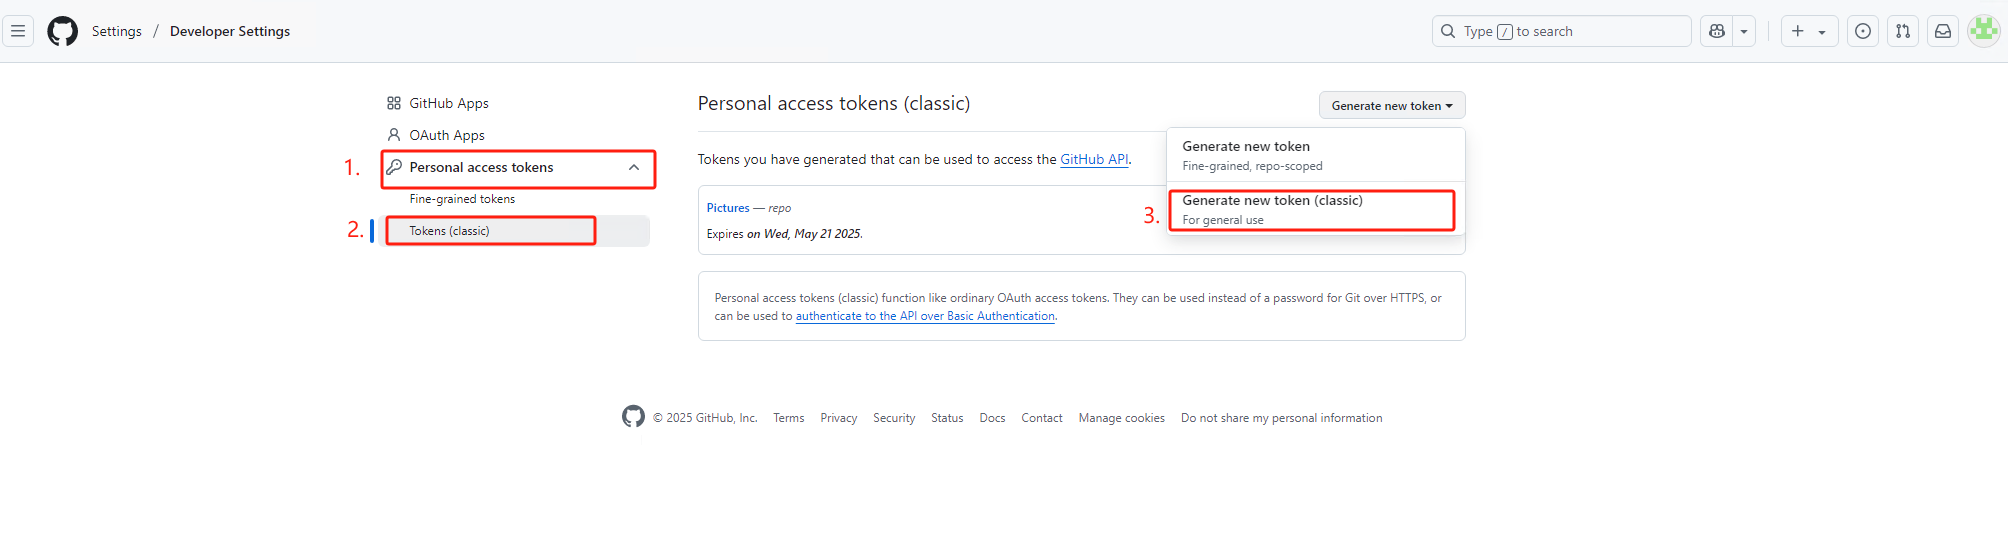 Settings / Developer Settings
Type / to search
GitHub Apps
OAuth Apps
1. Personal access tokens
Fine-grained tokens
2. Tokens (classic)
Personal access tokens (classic)
Generate new token
Tokens you have generated that can be used to access the GitHub API.
Generate new token
Fine-grained, repo-scoped
3. Generate new token (classic)
For general use
Pictures — repo
Expires on Wed, May 21 2025.
Personal access tokens (classic) function like ordinary OAuth access tokens. They can be used instead of a password for Git over HTTPS, or
can be used to authenticate to the API over Basic Authentication.
© 2025 GitHub, Inc. Terms Privacy Security Status Docs Contact Manage cookies Do not share my personal information